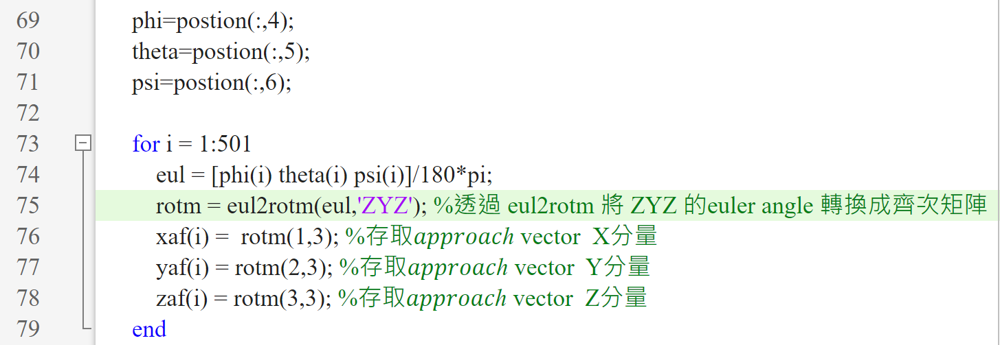 69 phi=postion(:,4);
70 theta=postion(:,5);
71 psi=postion(:,6);
72
73 for i = 1:501
74 eul = [phi(i) theta(i) psi(i)]/180*pi;
75 rotm = eul2rotm(eul,'ZYZ'); %透過 eul2rotm 將 ZYZ 的euler angle 轉換成齊次矩陣
76 xaf(i) =  rotm(1,3); %存取approach vector  X分量
77 yaf(i) = rotm(2,3); %存取approach vector  Y分量
78 zaf(i) = rotm(3,3); %存取approach vector  Z分量
79 end